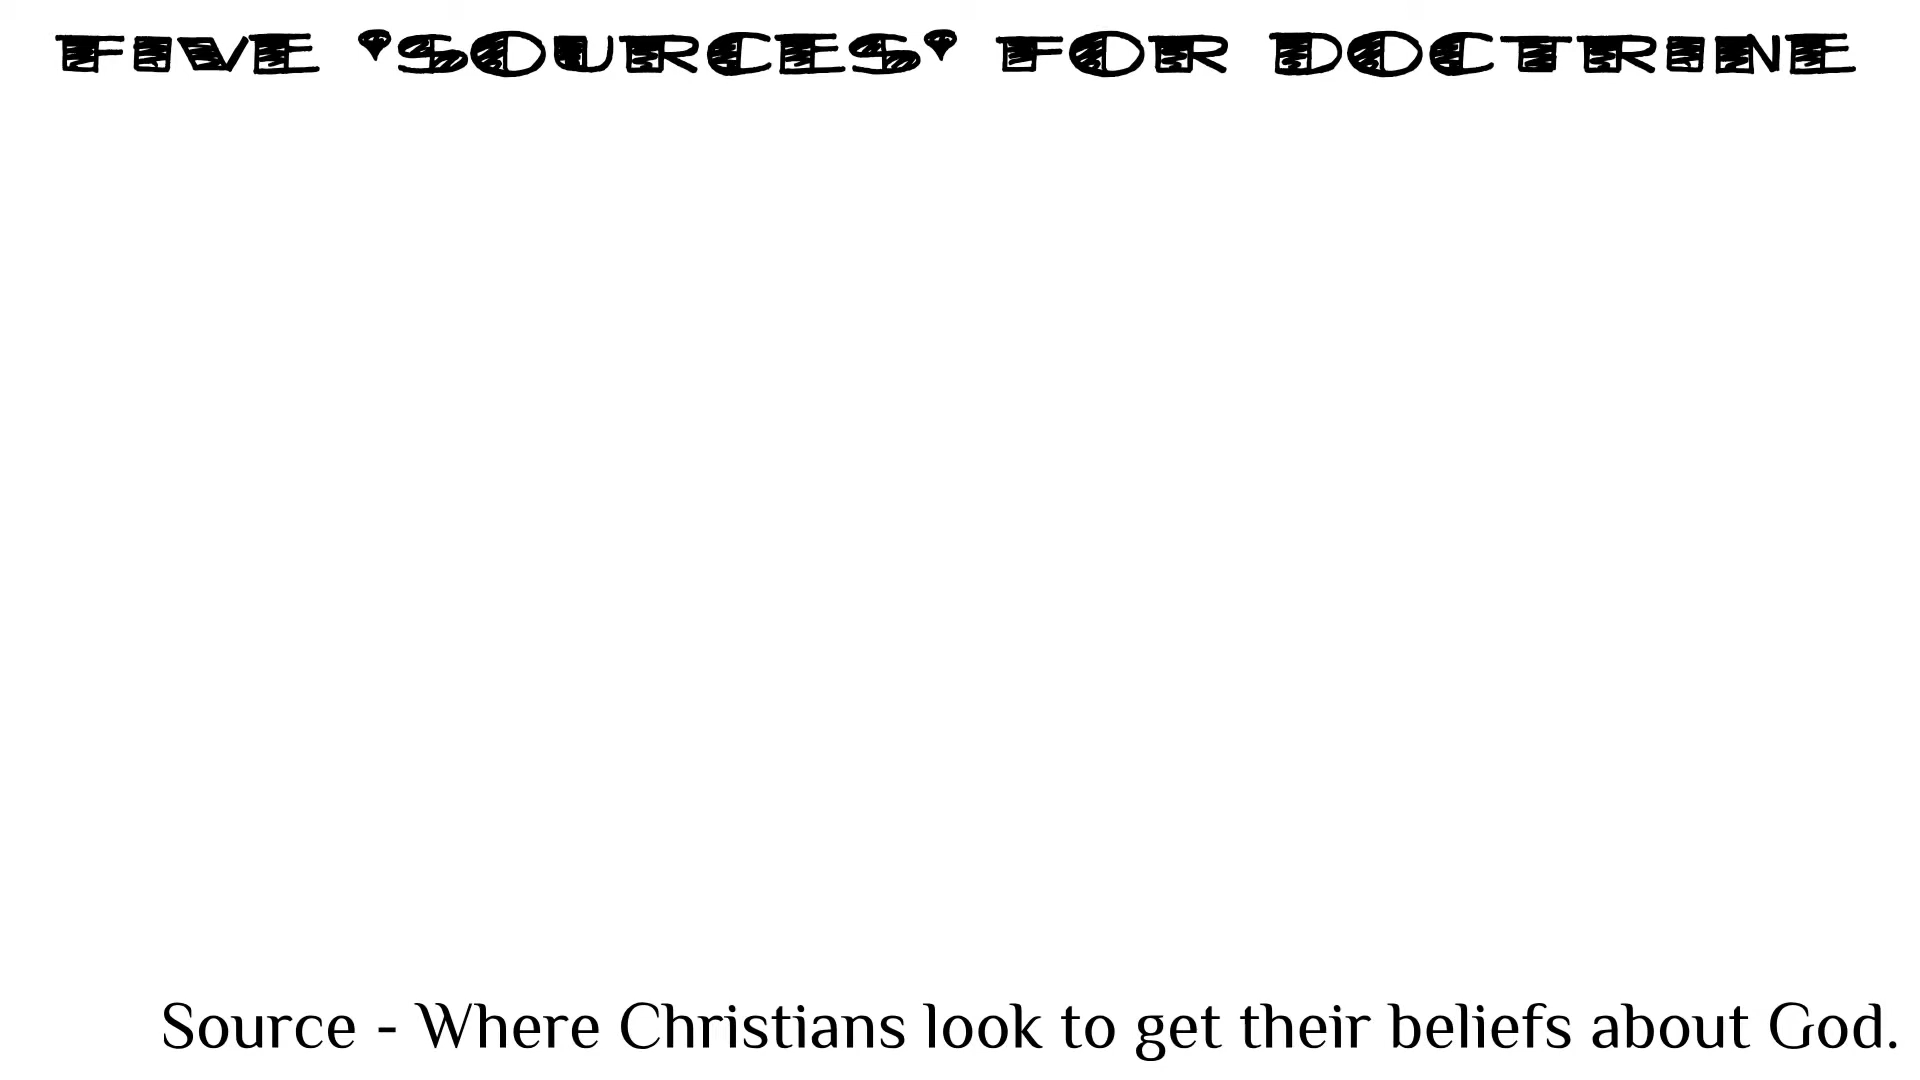 FIVE 'SOURCES' FOR DOCTRINE
Source - Where Christians look to get their beliefs about God.